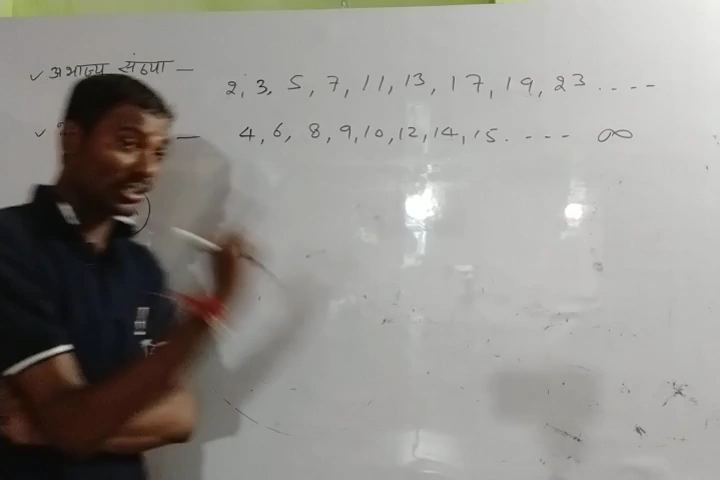 ✓ अभाज्य संख्या — 2, 3, 5, 7, 11, 13, 17, 19, 23 . . . . - -
✓ — 4, 6, 8, 9, 10, 12, 14, 15 . - - - - ∞